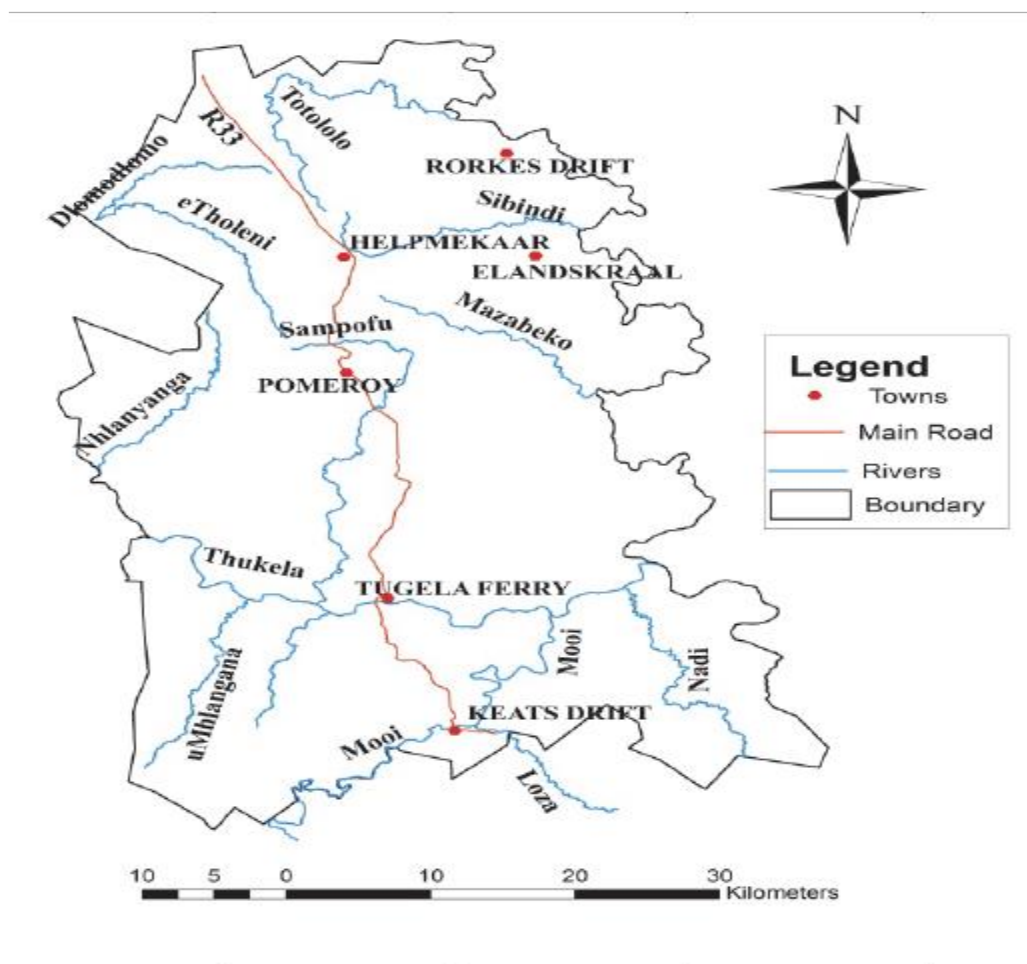 Totololo
R33
N
RORKES DRIFT
Dlomodlomo
eTholeni
Sibindi
HELPMEKAAR
ELANDSKRAAL
Mazabeko
Sampofu
POMEROY
Nhlanyanga
Legend
Towns
Main Road
Rivers
Boundary
Thukela
TUGELA FERRY
Mooi
Nadi
uMhlangana
KEATS DRIFT
Mooi
Loza
10 5 0 10 20 30
Kilometers